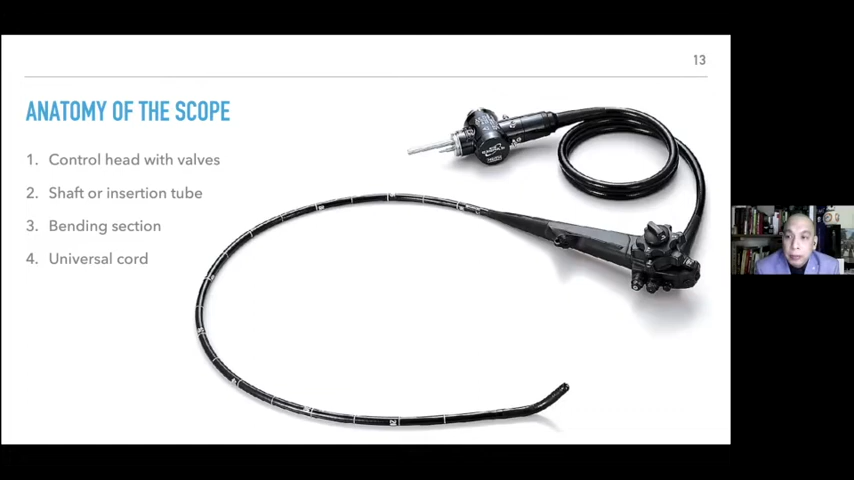 13
ANATOMY OF THE SCOPE
1. Control head with valves
2. Shaft or insertion tube
3. Bending section
4. Universal cord